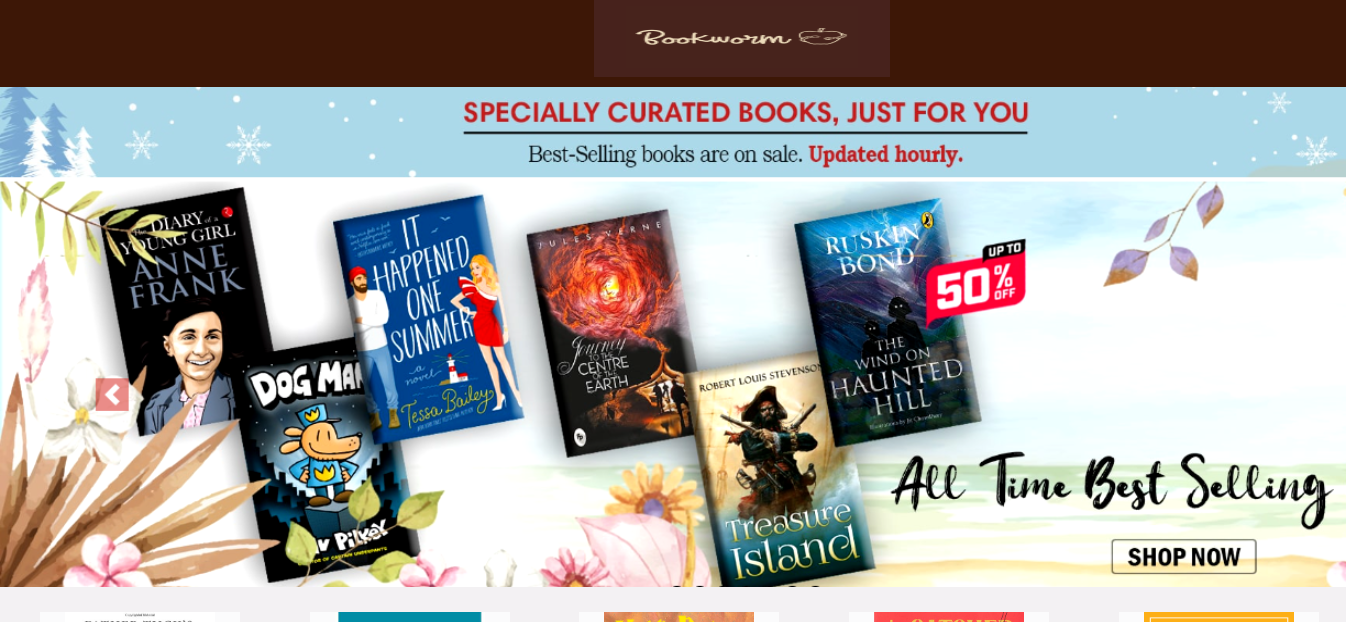 Bookworm
SPECIALLY CURATED BOOKS, JUST FOR YOU
Best-Selling books are on sale. Updated hourly.
DIARY of a
YOUNG GIRL
ANNE
FRANK
DOG MAN
PILKEY
IT
HAPPENED
ONE
SUMMER
a
novel
Tessa Bailey
JULES VERNE
Journey
TO THE
CENTRE
OF THE
EARTH
ROBERT LOUIS STEVENSON
Treasure
Island
RUSKIN
BOND
THE
WIND ON
HAUNTED
HILL
UP TO
50% OFF
All Time Best Selling
SHOP NOW